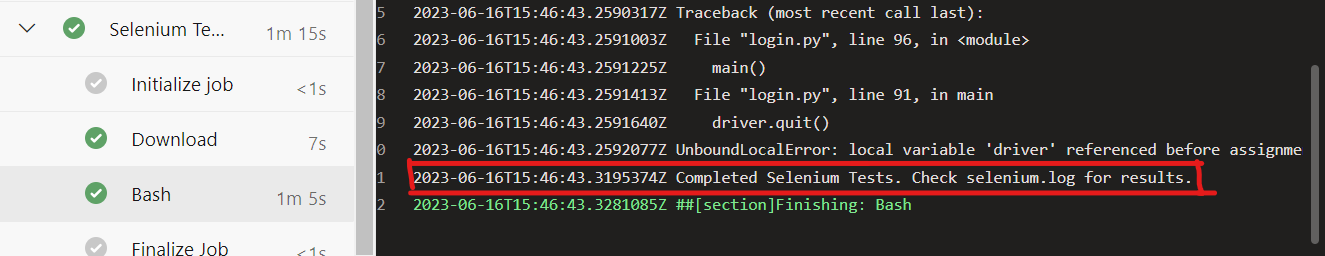 Selenium Te... 1m 15s
Initialize job <1s
Download 7s
Bash 1m 5s
Finalize Job <1s
5 2023-06-16T15:46:43.2590317Z Traceback (most recent call last):
6 2023-06-16T15:46:43.2591003Z   File "login.py", line 96, in <module>
7 2023-06-16T15:46:43.2591225Z     main()
8 2023-06-16T15:46:43.2591413Z   File "login.py", line 91, in main
9 2023-06-16T15:46:43.2591640Z     driver.quit()
0 2023-06-16T15:46:43.2592077Z UnboundLocalError: local variable 'driver' referenced before assignme
1 2023-06-16T15:46:43.3195374Z Completed Selenium Tests. Check selenium.log for results.
2 2023-06-16T15:46:43.3281085Z ##[section]Finishing: Bash